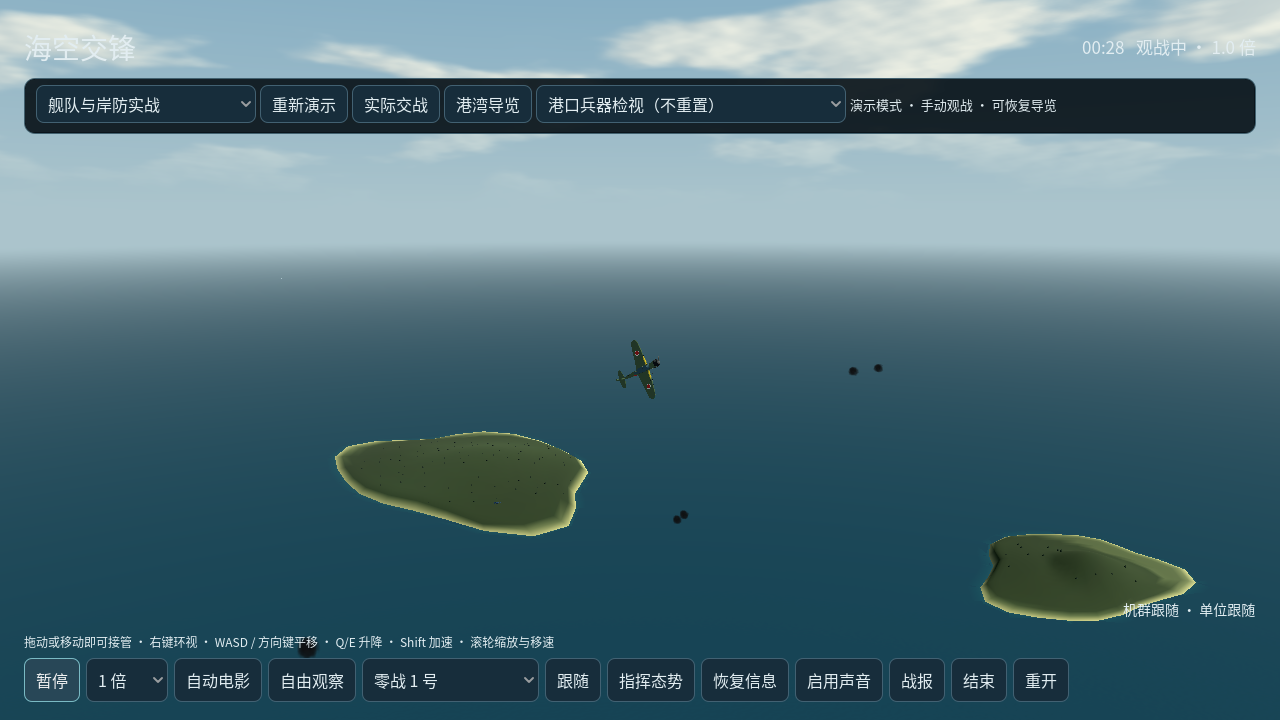 海空交锋
00:28 观战中 · 1.0 倍
舰队与岸防实战 重新演示 实际交战 港湾导览 港口兵器检视（不重置） 演示模式 · 手动观战 · 可恢复导览
机群跟随 · 单位跟随
拖动或移动即可接管 · 右键环视 · WASD / 方向键平移 · Q/E 升降 · Shift 加速 · 滚轮缩放与移速
暂停 1 倍 自动电影 自由观察 零战 1 号 跟随 指挥态势 恢复信息 启用声音 战报 结束 重开